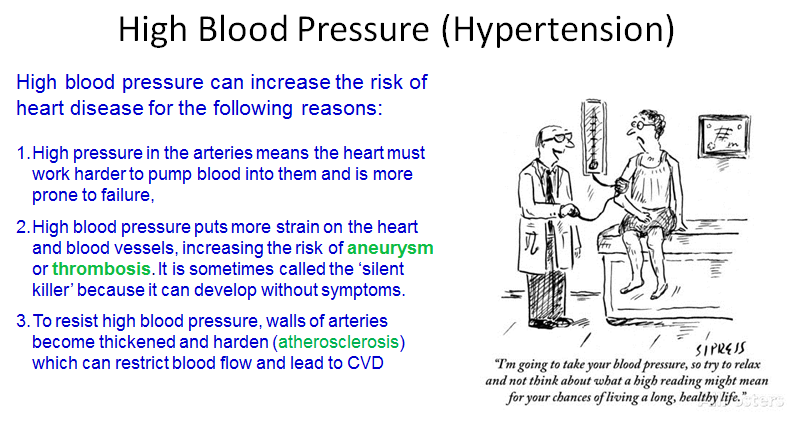 High Blood Pressure (Hypertension)
High blood pressure can increase the risk of
heart disease for the following reasons:
1. High pressure in the arteries means the heart must
work harder to pump blood into them and is more
prone to failure,
2. High blood pressure puts more strain on the heart
and blood vessels, increasing the risk of aneurysm
or thrombosis. It is sometimes called the ‘silent
killer’ because it can develop without symptoms.
3. To resist high blood pressure, walls of arteries
become thickened and harden (atherosclerosis)
which can restrict blood flow and lead to CVD
SIPRESS
"I'm going to take your blood pressure, so try to relax
and not think about what a high reading might mean
for your chances of living a long, healthy life."